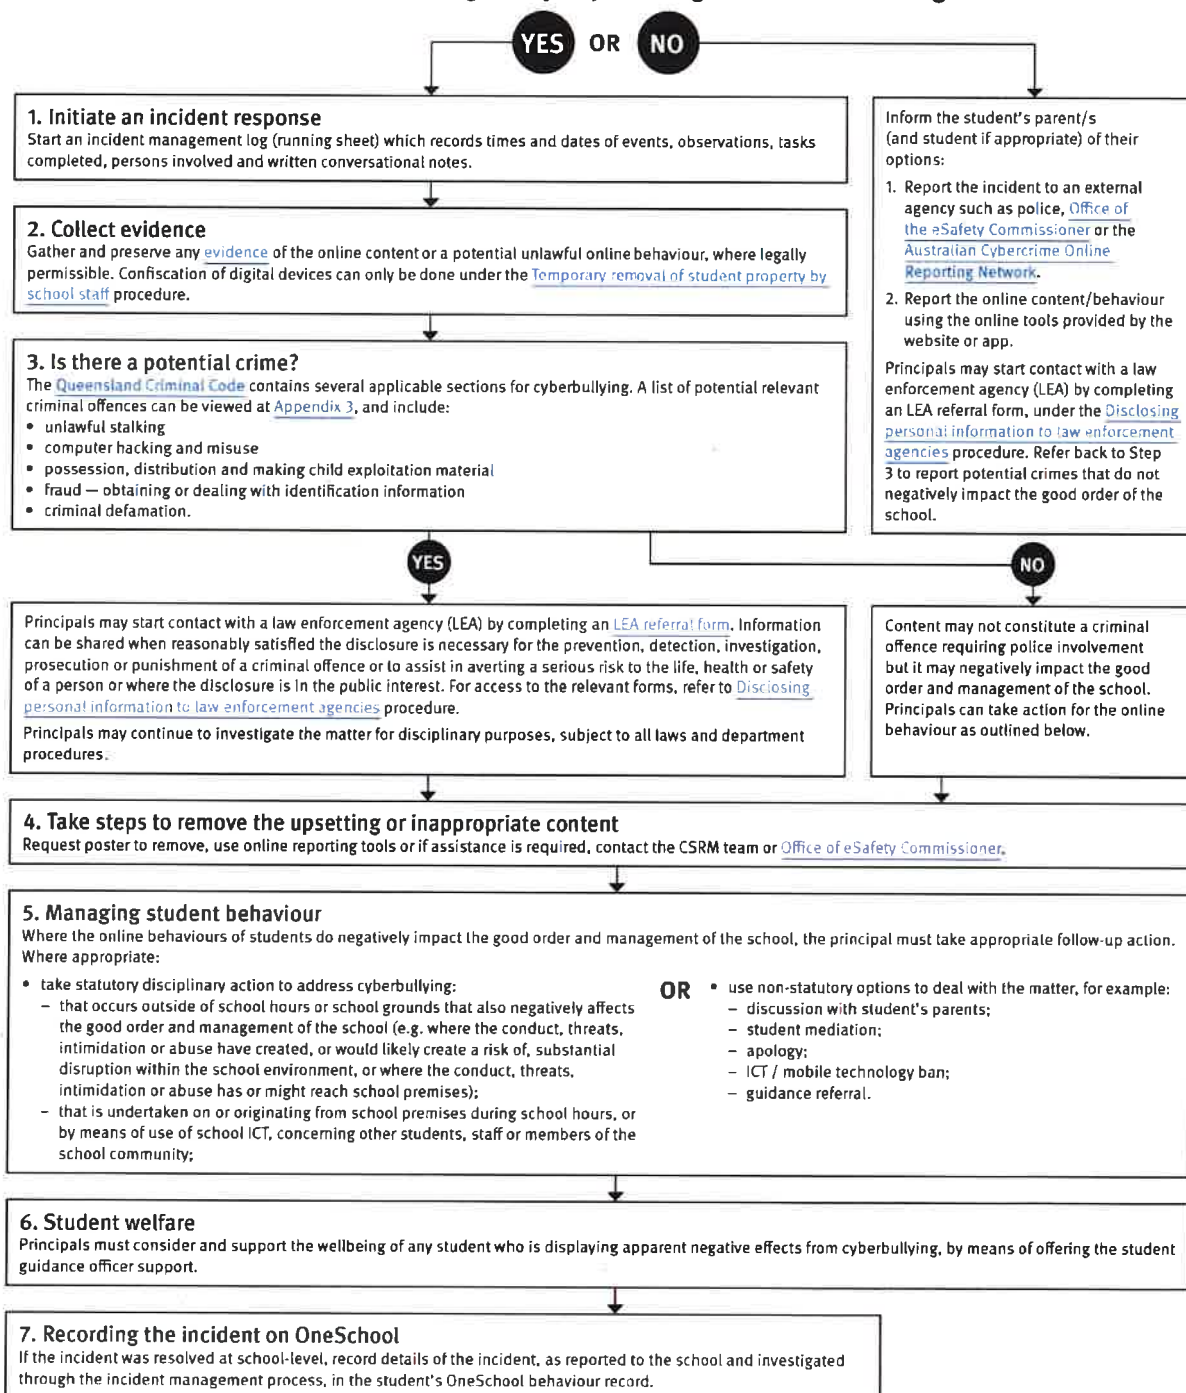 YES OR NO
1. Initiate an incident response
Start an incident management log (running sheet) which records times and dates of events, observations, tasks
completed, persons involved and written conversational notes.
2. Collect evidence
Gather and preserve any evidence of the online content or a potential unlawful online behaviour, where legally
permissible. Confiscation of digital devices can only be done under the Temporary removal of student property by
school staff procedure.
3. Is there a potential crime?
The Queensland Criminal Code contains several applicable sections for cyberbullying. A list of potential relevant
criminal offences can be viewed at Appendix 3, and include:
• unlawful stalking
• computer hacking and misuse
• possession, distribution and making child exploitation material
• fraud — obtaining or dealing with identification information
• criminal defamation.
Inform the student's parent/s
(and student if appropriate) of their
options:
1. Report the incident to an external
agency such as police, Office of
the eSafety Commissioner or the
Australian Cybercrime Online
Reporting Network.
2. Report the online content/behaviour
using the online tools provided by the
website or app.
Principals may start contact with a law
enforcement agency (LEA) by completing
an LEA referral form, under the Disclosing
personal information to law enforcement
agencies procedure. Refer back to Step
3 to report potential crimes that do not
negatively impact the good order of the
school.
YES
NO
Principals may start contact with a law enforcement agency (LEA) by completing an LEA referral form. Information
can be shared when reasonably satisfied the disclosure is necessary for the prevention, detection, investigation,
prosecution or punishment of a criminal offence or to assist in averting a serious risk to the life, health or safety
of a person or where the disclosure is in the public interest. For access to the relevant forms, refer to Disclosing
personal information to law enforcement agencies procedure.
Principals may continue to investigate the matter for disciplinary purposes, subject to all laws and department
procedures.
Content may not constitute a criminal
offence requiring police involvement
but it may negatively impact the good
order and management of the school.
Principals can take action for the online
behaviour as outlined below.
4. Take steps to remove the upsetting or inappropriate content
Request poster to remove, use online reporting tools or if assistance is required, contact the CSRM team or Office of eSafety Commissioner.
5. Managing student behaviour
Where the online behaviours of students do negatively impact the good order and management of the school, the principal must take appropriate follow-up action.
Where appropriate:
• take statutory disciplinary action to address cyberbullying:
– that occurs outside of school hours or school grounds that also negatively affects
the good order and management of the school (e.g. where the conduct, threats,
intimidation or abuse have created, or would likely create a risk of, substantial
disruption within the school environment, or where the conduct, threats,
intimidation or abuse has or might reach school premises);
– that is undertaken on or originating from school premises during school hours, or
by means of use of school ICT, concerning other students, staff or members of the
school community;
OR
• use non-statutory options to deal with the matter, for example:
– discussion with student's parents;
– student mediation;
– apology;
– ICT / mobile technology ban;
– guidance referral.
6. Student welfare
Principals must consider and support the wellbeing of any student who is displaying apparent negative effects from cyberbullying, by means of offering the student
guidance officer support.
7. Recording the incident on OneSchool
If the incident was resolved at school-level, record details of the incident, as reported to the school and investigated
through the incident management process, in the student's OneSchool behaviour record.